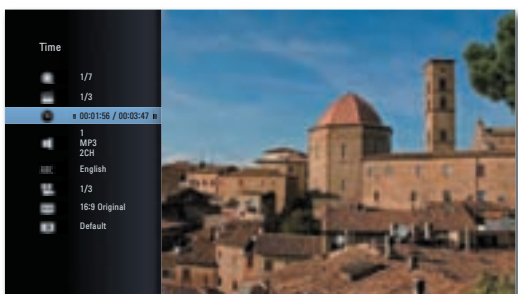 Time
1/7
1/3
00:01:56 / 00:03:47
1
MP3
2CH
English
1/3
16:9 Original
Default